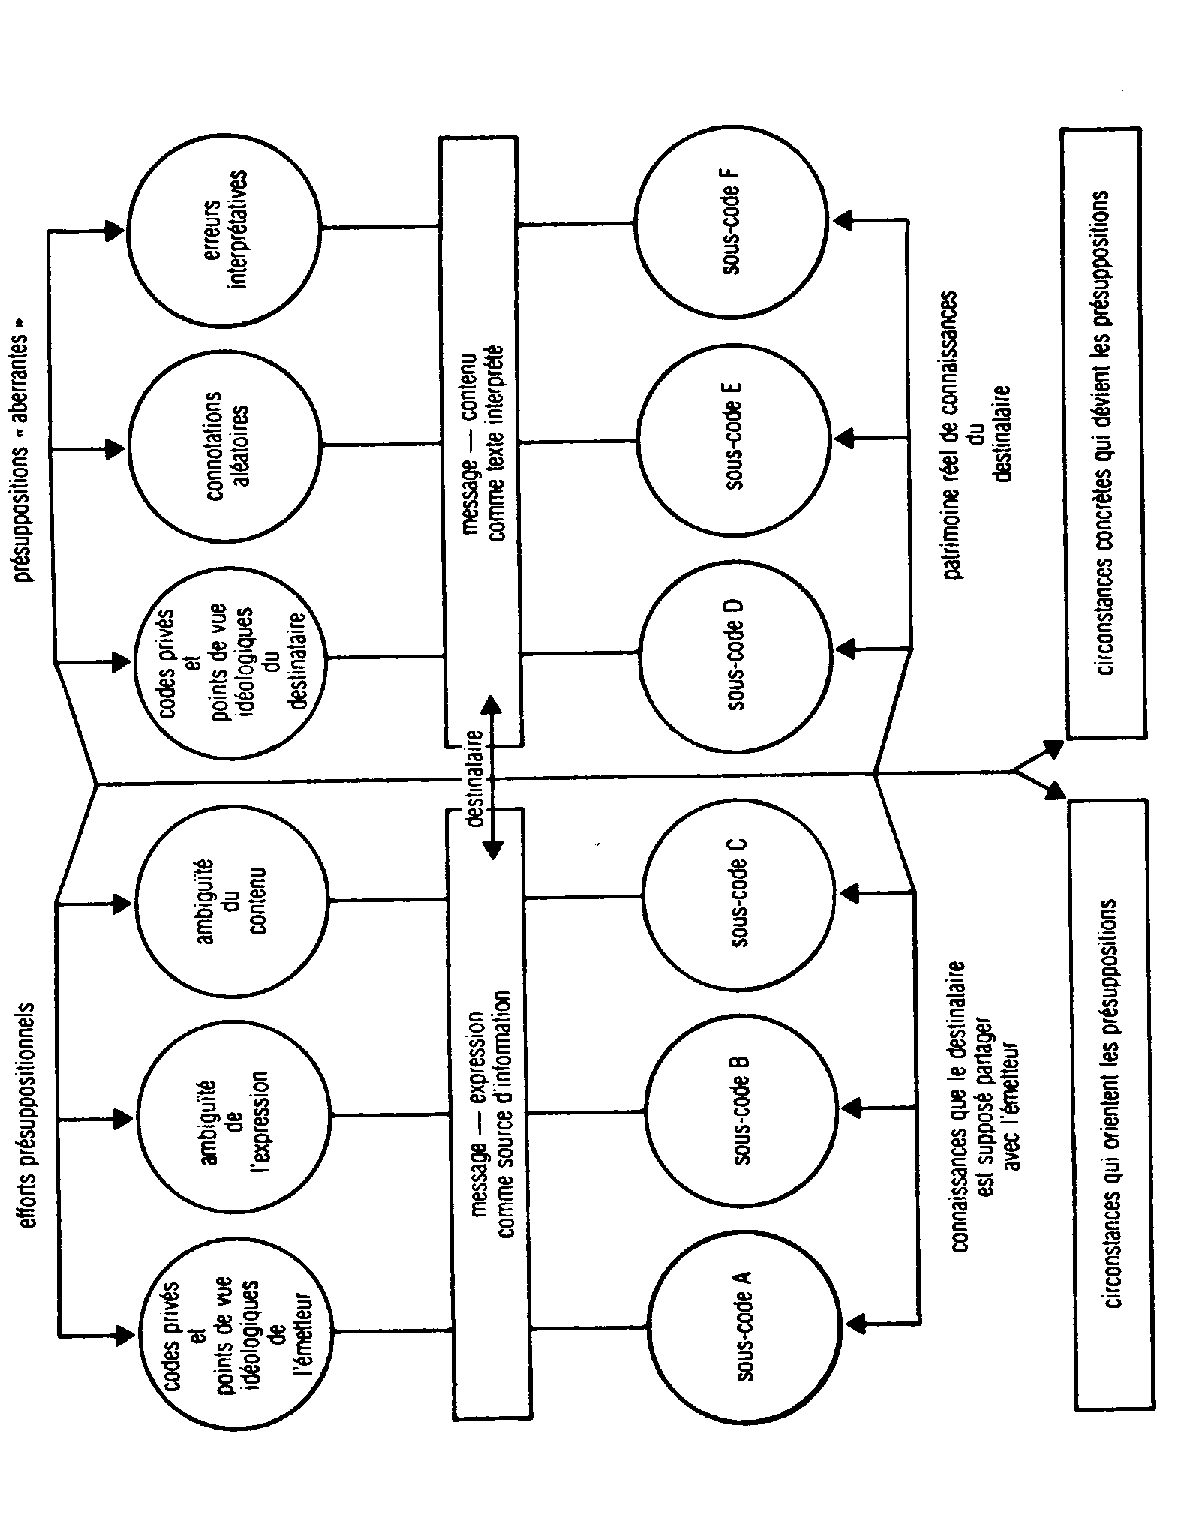 efforts présuppositionnels
présuppositions « aberrantes »
codes privés
et
points de vue
idéologiques
de
l'émetteur
ambiguïté
de
l'expression
ambiguïté
du
contenu
codes privés
et
points de vue
idéologiques
du
destinataire
connotations
aléatoires
erreurs
interprétatives
message — expression
comme source d'information
destinataire
message — contenu
comme texte interprété
sous-code A
sous-code B
sous-code C
sous-code D
sous-code E
sous-code F
connaissances que le destinataire
est supposé partager
avec l'émetteur
patrimoine réel de connaissances
du
destinataire
circonstances qui orientent les présuppositions
circonstances concrètes qui dévient les présuppositions